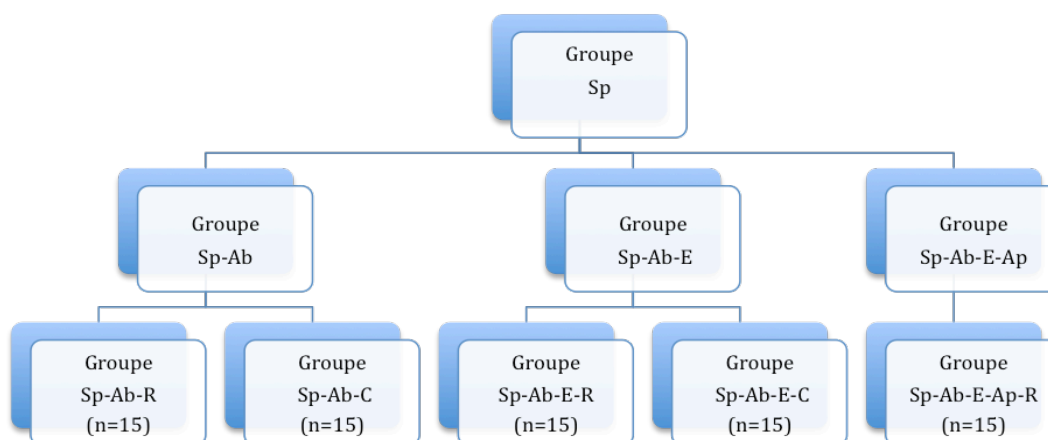 Groupe
Sp
Groupe
Sp-Ab
Groupe
Sp-Ab-E
Groupe
Sp-Ab-E-Ap
Groupe
Sp-Ab-R
(n=15)
Groupe
Sp-Ab-C
(n=15)
Groupe
Sp-Ab-E-R
(n=15)
Groupe
Sp-Ab-E-C
(n=15)
Groupe
Sp-Ab-E-Ap-R
(n=15)